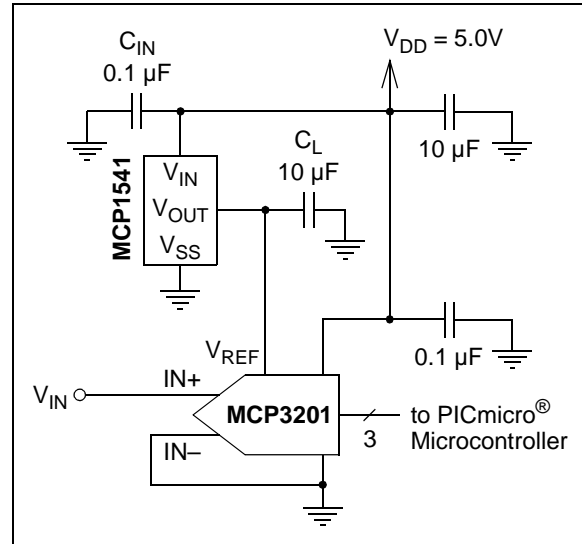 C_IN
0.1 µF
V_DD = 5.0V
10 µF
C_L
10 µF
MCP1541
V_IN
V_OUT
V_SS
0.1 µF
V_REF
V_IN
IN+
IN–
MCP3201
3
to PICmicro®
Microcontroller